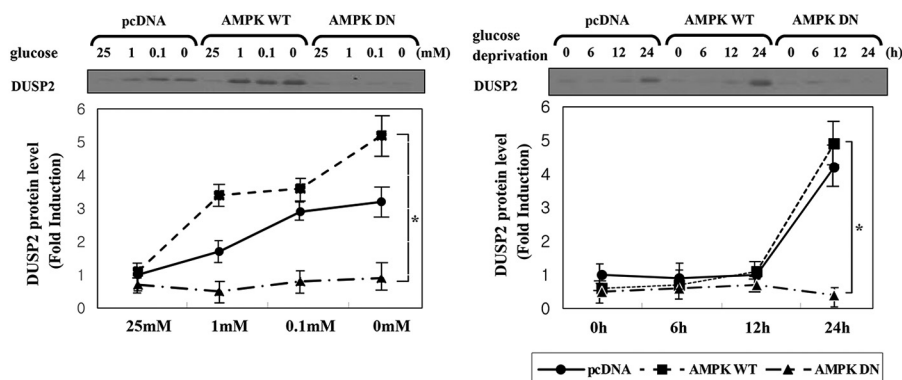 pcDNA AMPK WT AMPK DN
glucose 25 1 0.1 0 25 1 0.1 0 25 1 0.1 0 (mM)
DUSP2
DUSP2 protein level
(Fold Induction)
6
5
4
3
2
1
0
*
25mM 1mM 0.1mM 0mM
pcDNA AMPK WT AMPK DN
glucose
deprivation 0 6 12 24 0 6 12 24 0 6 12 24 (h)
DUSP2
DUSP2 protein level
(Fold Induction)
6
5
4
3
2
1
0
*
0h 6h 12h 24h
pcDNA AMPK WT AMPK DN